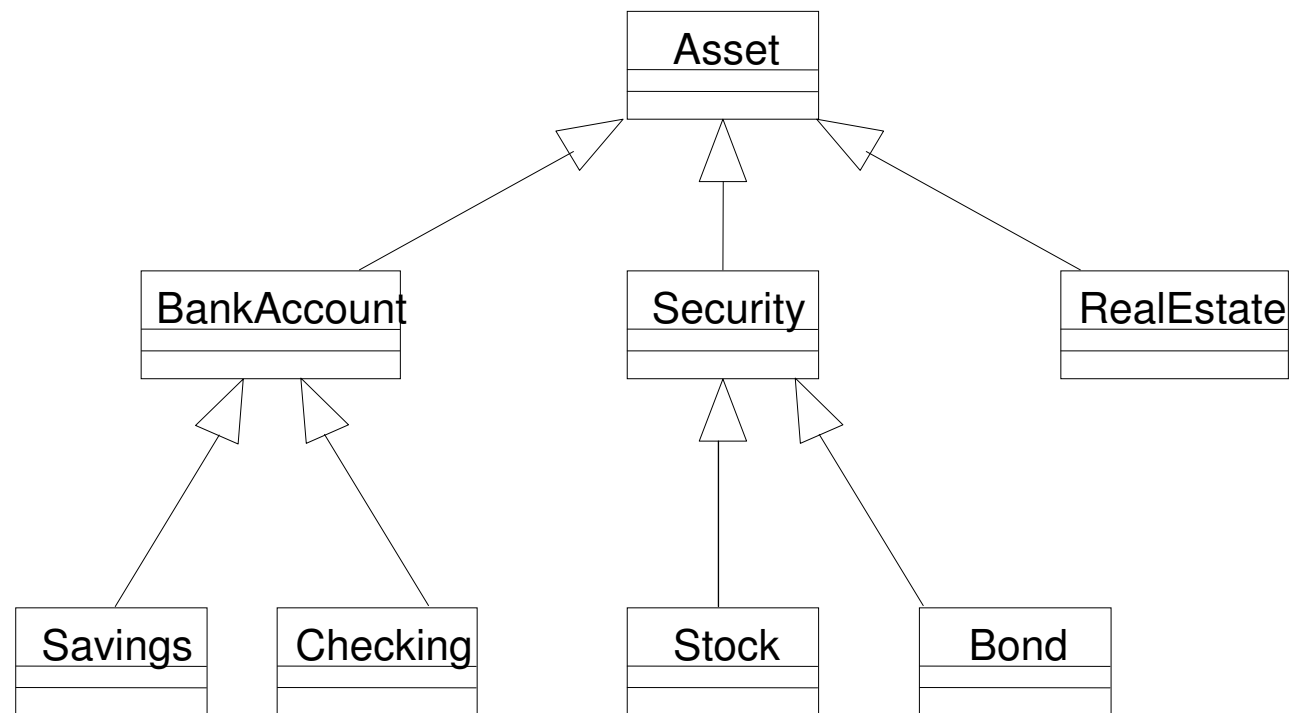 Asset
BankAccount
Security
RealEstate
Savings
Checking
Stock
Bond